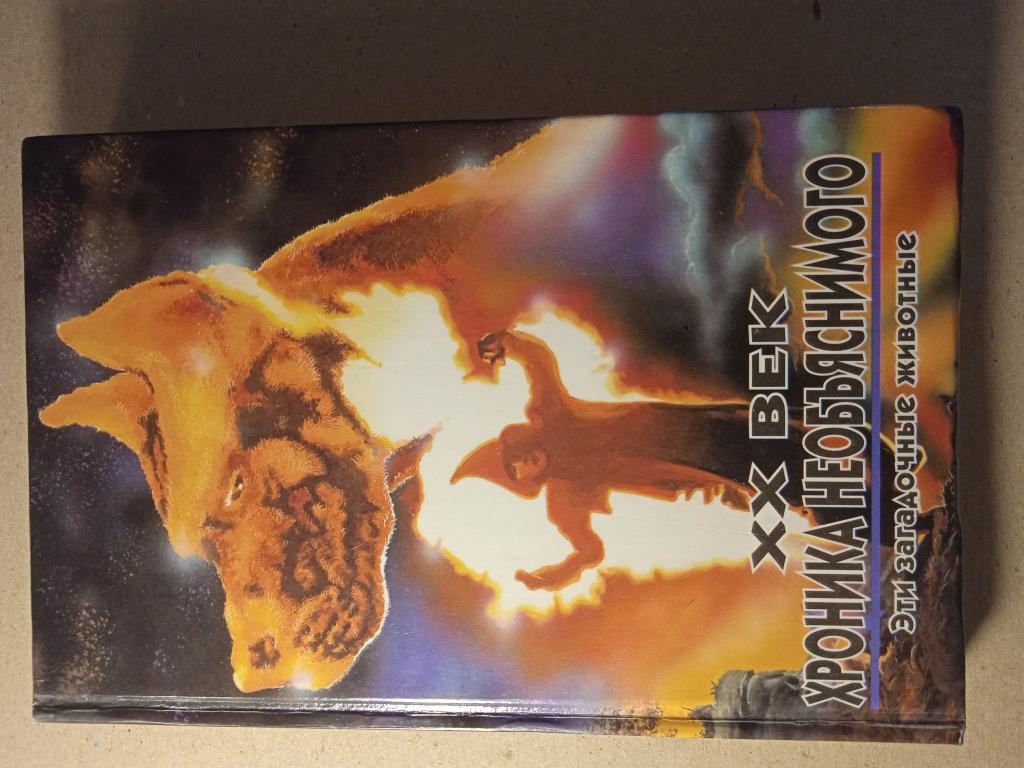 XX ВЕК
ХРОНИКА НЕОБЪЯСНИМОГО
Эти загадочные животные